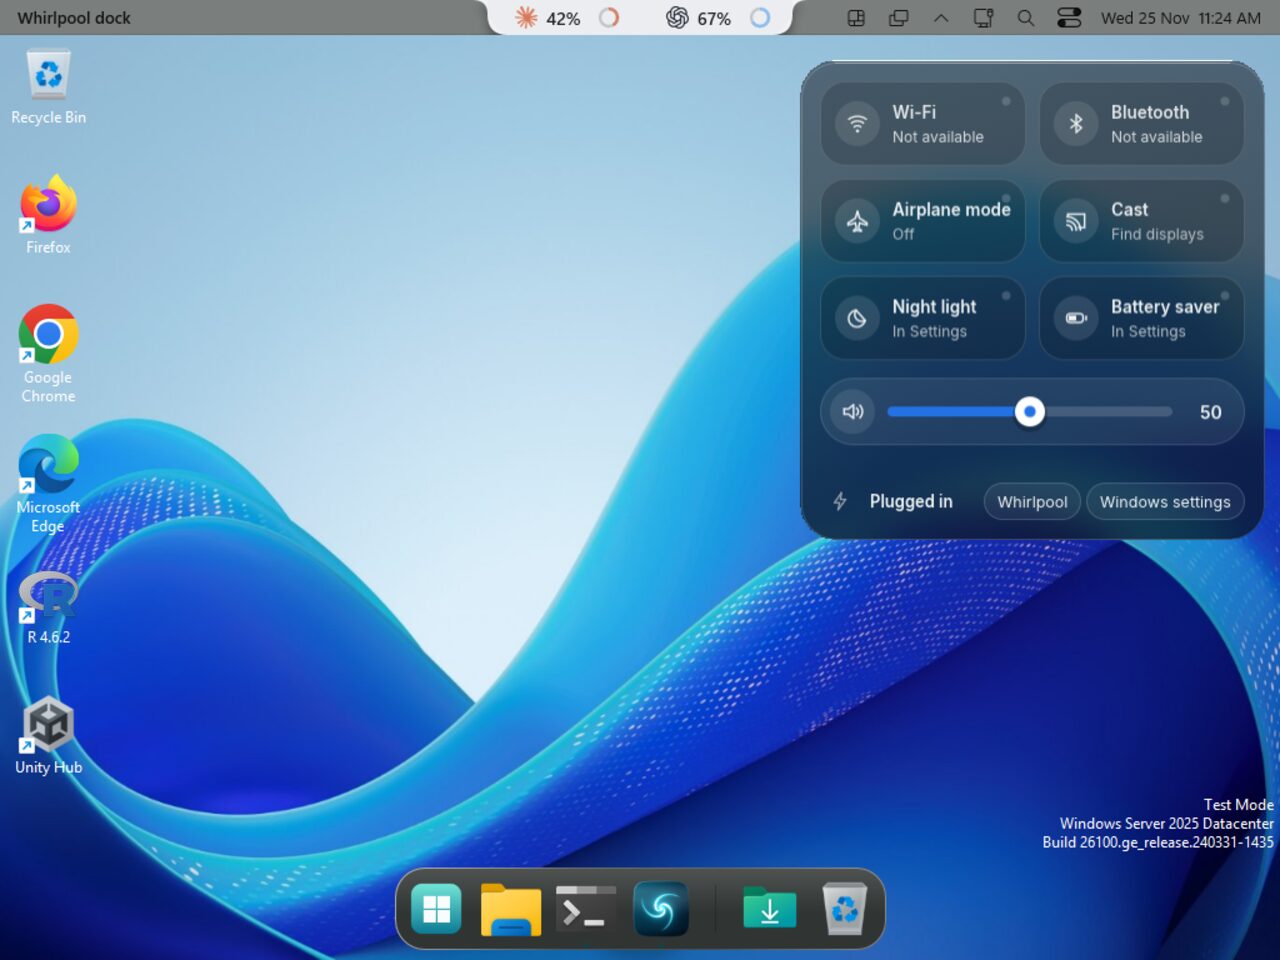 Whirlpool dock
42%
67%
Wed 25 Nov 11:24 AM
Recycle Bin
Firefox
Google
Chrome
Microsoft
Edge
R 4.6.2
Unity Hub
Wi-Fi
Not available
Bluetooth
Not available
Airplane mode
Off
Cast
Find displays
Night light
In Settings
Battery saver
In Settings
50
Plugged in
Whirlpool
Windows settings
Test Mode
Windows Server 2025 Datacenter
Build 26100.ge_release.240331-1435